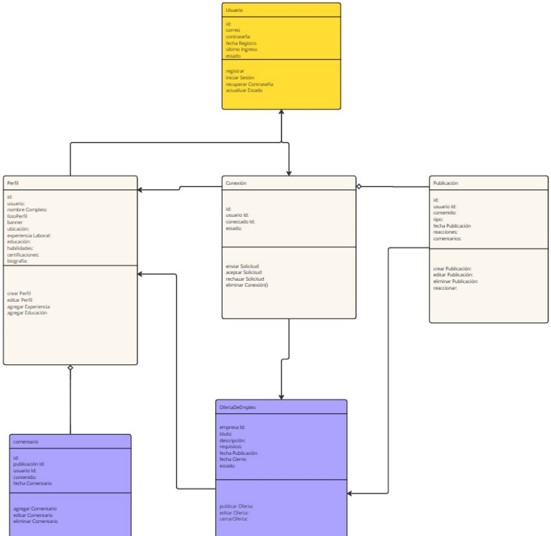 Usuario
id:
correo
contraseña
fecha Registro
último Ingreso
estado
registrar
iniciar Sesión
recuperar Contraseña
actualizar Estado
Perfil
id
usuario:
nombre Completo
fotoPerfil
banner
ubicación:
experiencia Laboral
educación:
habilidades:
certificaciones:
biografía:
crear Perfil
editar Perfil
agregar Experiencia
agregar Educación
Conexión
id:
usuario Id:
conectado Id:
estado:
enviar Solicitud
aceptar Solicitud
rechazar Solicitud
eliminar Conexión()
Publicación
id:
usuario Id:
contenido:
tipo:
fecha Publicación
reacciones:
comentarios:
crear Publicación:
editar Publicación:
eliminar Publicación:
reaccionar:
comentario
id:
publicación Id:
usuario Id:
contenido:
fecha Comentario
agregar Comentario
editar Comentario
eliminar Comentario
OfertaDeEmpleo
empresa Id:
título:
descripción:
requisitos:
fecha Publicación
fecha Cierre
estado:
publicar Oferta:
editar Oferta:
cerrarOferta: